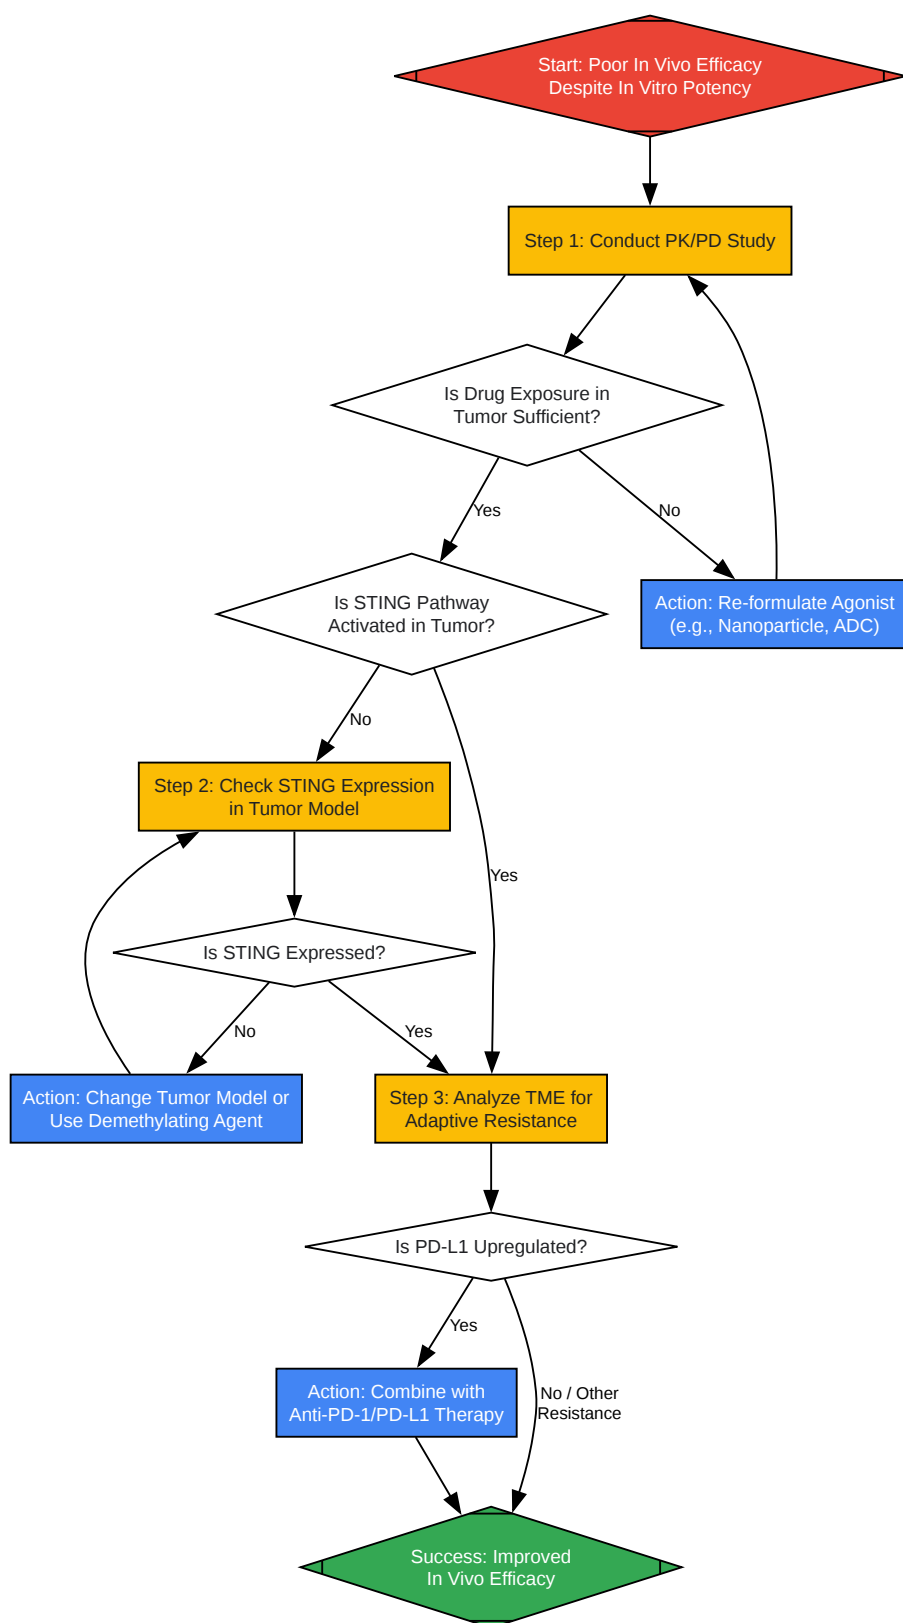 Start: Poor In Vivo Efficacy
Despite In Vitro Potency
Step 1: Conduct PK/PD Study
Is Drug Exposure in
Tumor Sufficient?
Yes
No
Is STING Pathway
Activated in Tumor?
Action: Re-formulate Agonist
(e.g., Nanoparticle, ADC)
No
Step 2: Check STING Expression
in Tumor Model
Yes
Is STING Expressed?
No
Yes
Action: Change Tumor Model or
Use Demethylating Agent
Step 3: Analyze TME for
Adaptive Resistance
Is PD-L1 Upregulated?
Yes
Action: Combine with
Anti-PD-1/PD-L1 Therapy
No / Other
Resistance
Success: Improved
In Vivo Efficacy